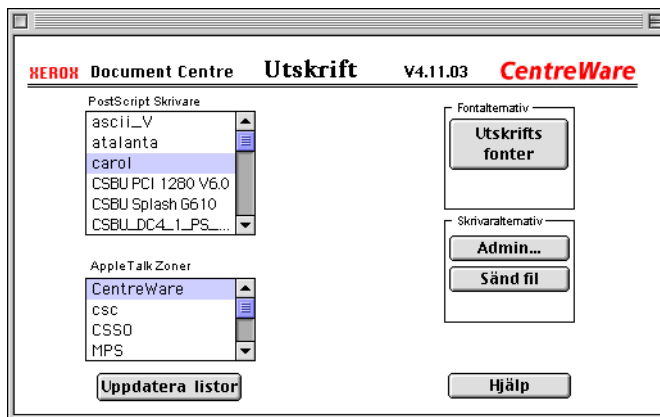 XEROX Document Centre Utskrift V4.11.03 CentreWare
PostScript Skrivare
ascii_V
atalanta
carol
CSBU PCI 1280 V6.0
CSBU Splash G610
CSBU_DC4_1_PS_...
AppleTalk Zoner
CentreWare
csc
CSSO
MPS
Uppdatera listor
Fontalternativ
Utskrifts
fonter
Skrivaralternativ
Admin...
Sänd fil
Hjälp